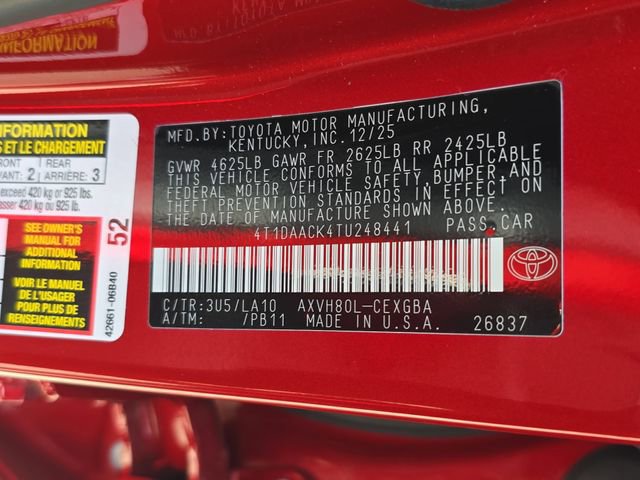 MFD.BY: TOYOTA MOTOR MANUFACTURING,
KENTUCKY, INC. 12/25
GVWR 4625LB GAWR FR 2625LB RR 2425LB
THIS VEHICLE CONFORMS TO ALL APPLICABLE
FEDERAL MOTOR VEHICLE SAFETY, BUMPER, AND
THEFT PREVENTION STANDARDS IN EFFECT ON
THE DATE OF MANUFACTURE SHOWN ABOVE.
4T1DAACK4TU248441 PASS.CAR
C/TR:3U5/LA10 AXVH80L-CEXGBA
A/TM: /PB11 MADE IN U.S.A. 26837
INFORMATION
ET LE CHARGEMENT
RONT REAR
VANT: 2 ARRIÈRE: 3
exceed 420 kg or 925 lbs.
passer 420 kg ou 925 lb.
SEE OWNER'S
MANUAL FOR
ADDITIONAL
INFORMATION
VOIR LE MANUEL
DE L'USAGER
POUR PLUS DE
RENSEIGNEMENTS
52
42661-06B40